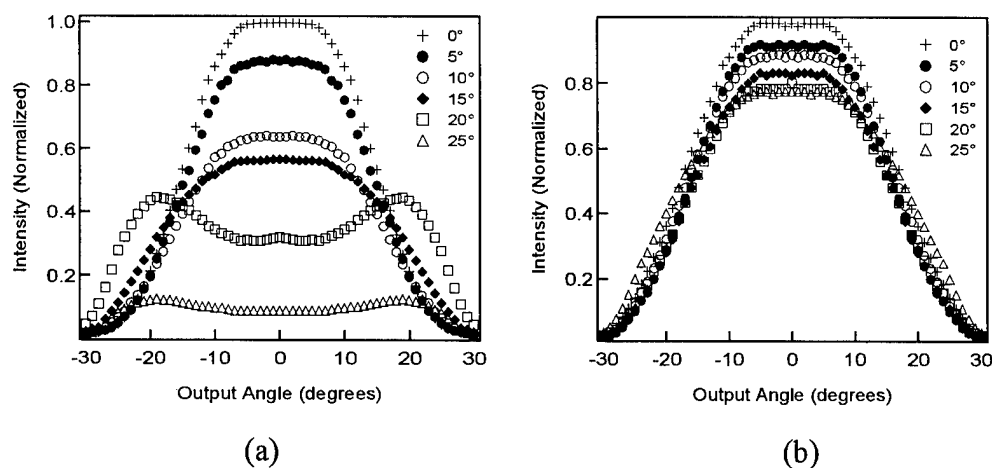 1.0
0.8
0.6
0.4
0.2
Intensity (Normalized)
0°
5°
10°
15°
20°
25°
-30 -20 -10 0 10 20 30
Output Angle (degrees)
(a)
0.8
0.6
0.4
0.2
Intensity (Normalized)
0°
5°
10°
15°
20°
25°
-30 -20 -10 0 10 20 30
Output Angle (degrees)
(b)